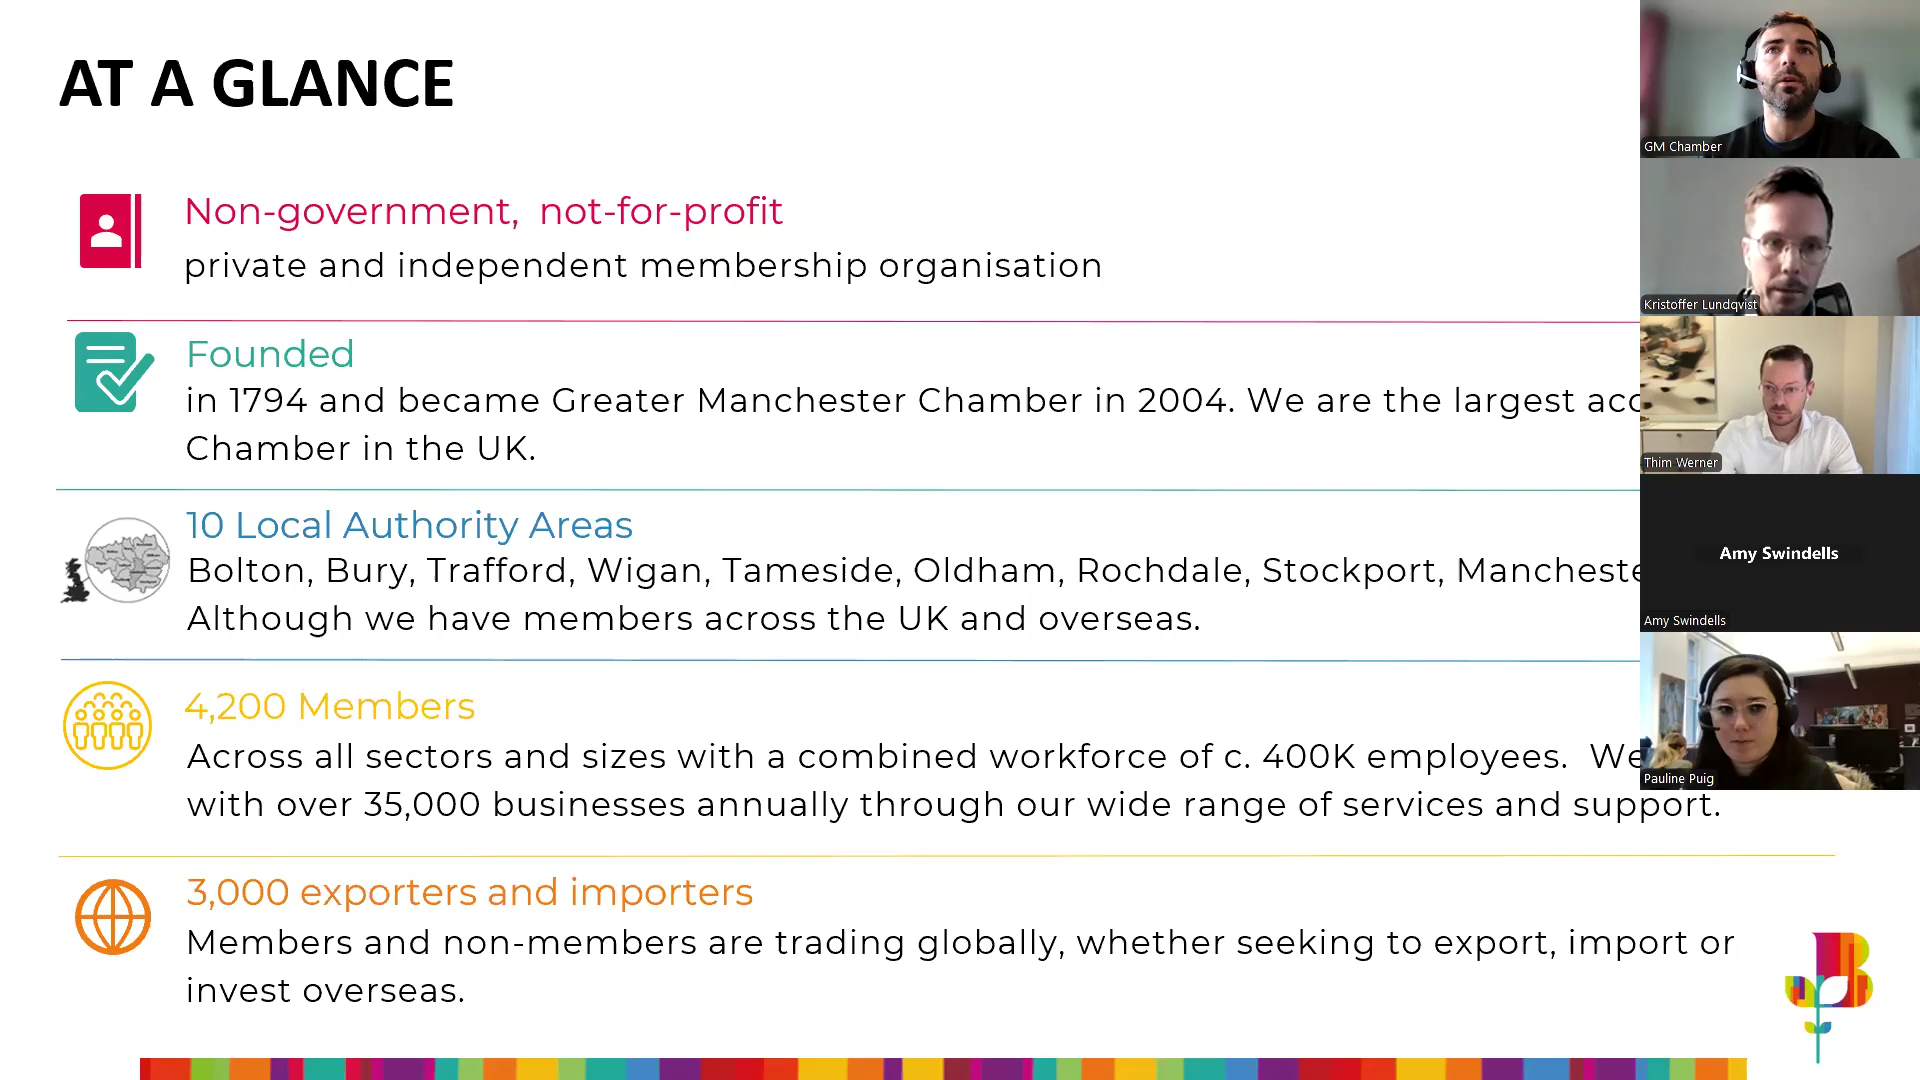 AT A GLANCE
Non-government, not-for-profit
private and independent membership organisation
Founded
in 1794 and became Greater Manchester Chamber in 2004. We are the largest
Chamber in the UK.
10 Local Authority Areas
Bolton, Bury, Trafford, Wigan, Tameside, Oldham, Rochdale, Stockport,
Although we have members across the UK and overseas.
4,200 Members
Across all sectors and sizes with a combined workforce of c. 400K employees. We
with over 35,000 businesses annually through our wide range of services and support.
3,000 exporters and importers
Members and non-members are trading globally, whether seeking to export, import or
invest overseas.
GM Chamber
Kristoffer Lundqvist
Thim Werner
Amy Swindells
Amy Swindells
Pauline Puig